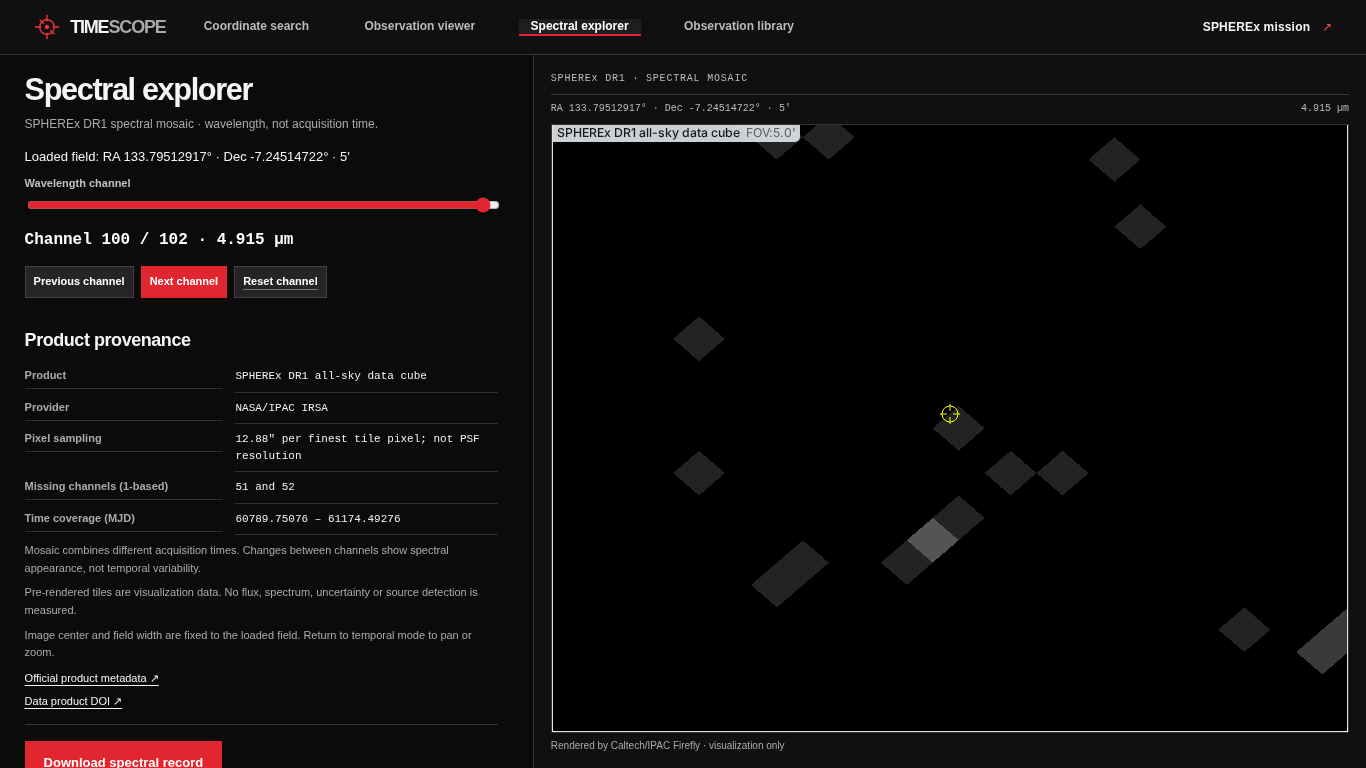 TIMESCOPE
Coordinate search
Observation viewer
Spectral explorer
Observation library
SPHEREx mission ↗
Spectral explorer
SPHEREx DR1 spectral mosaic · wavelength, not acquisition time.
Loaded field: RA 133.79512917° · Dec -7.24514722° · 5′
Wavelength channel
Channel 100 / 102 · 4.915 µm
Previous channel
Next channel
Reset channel
Product provenance
Product
SPHEREx DR1 all-sky data cube
Provider
NASA/IPAC IRSA
Pixel sampling
12.88" per finest tile pixel; not PSF
resolution
Missing channels (1-based)
51 and 52
Time coverage (MJD)
60789.75076 – 61174.49276
Mosaic combines different acquisition times. Changes between channels show spectral
appearance, not temporal variability.
Pre-rendered tiles are visualization data. No flux, spectrum, uncertainty or source detection is
measured.
Image center and field width are fixed to the loaded field. Return to temporal mode to pan or
zoom.
Official product metadata ↗
Data product DOI ↗
Download spectral record
SPHEREx DR1 · SPECTRAL MOSAIC
RA 133.79512917° · Dec -7.24514722° · 5'
4.915 µm
SPHEREx DR1 all-sky data cube FOV:5.0'
Rendered by Caltech/IPAC Firefly · visualization only